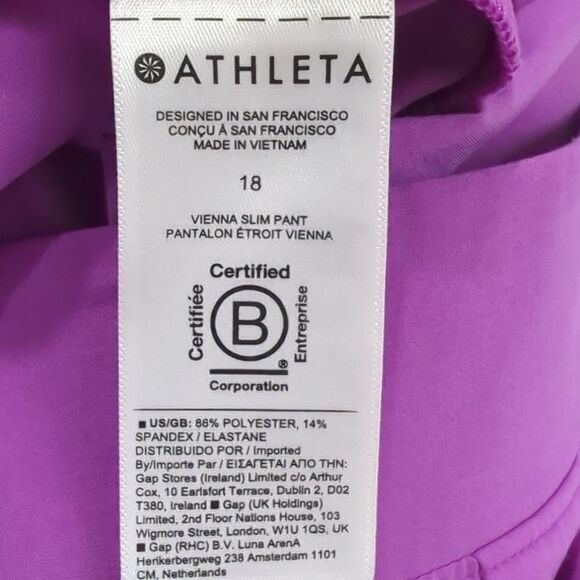 ATHLETA
DESIGNED IN SAN FRANCISCO
CONÇU À SAN FRANCISCO
MADE IN VIETNAM
18
VIENNA SLIM PANT
PANTALON ÉTROIT VIENNA
Certified
Certifiée
B
Entreprise
®
Corporation
■ US/GB: 86% POLYESTER, 14%
SPANDEX / ELASTANE
DISTRIBUIDO POR / Imported
By/Importe Par / ΕΙΣΑΓΕΤΑΙ ΑΠΟ ΤΗΝ:
Gap Stores (Ireland) Limited c/o Arthur
Cox, 10 Earlsfort Terrace, Dublin 2, D02
T380, Ireland ■ Gap (UK Holdings)
Limited, 2nd Floor Nations House, 103
Wigmore Street, London, W1U 1QS, UK
■ Gap (RHC) B.V. Luna ArenA
Herikerbergweg 238 Amsterdam 1101
CM, Netherlands